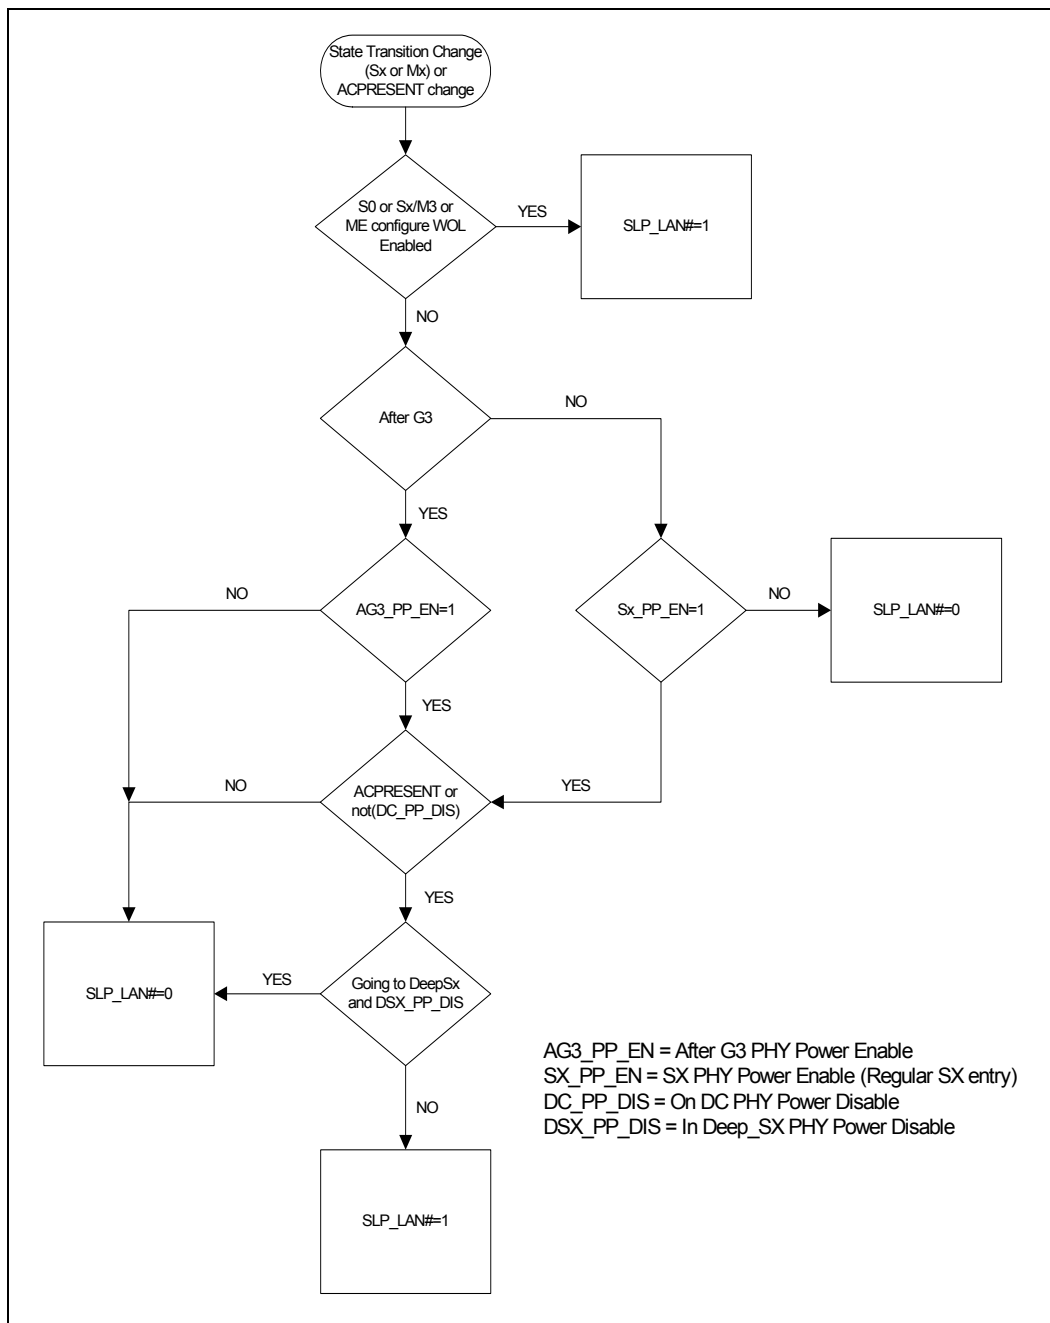 State Transition Change
(Sx or Mx) or
ACPRESENT change
S0 or Sx/M3 or
ME configure WOL
Enabled
YES
SLP_LAN#=1
NO
After G3
NO
YES
NO
AG3_PP_EN=1
Sx_PP_EN=1
NO
SLP_LAN#=0
YES
NO
ACPRESENT or
not(DC_PP_DIS)
YES
YES
SLP_LAN#=0
YES
Going to DeepSx
and DSX_PP_DIS
NO
AG3_PP_EN = After G3 PHY Power Enable
SX_PP_EN = SX PHY Power Enable (Regular SX entry)
DC_PP_DIS = On DC PHY Power Disable
DSX_PP_DIS = In Deep_SX PHY Power Disable
SLP_LAN#=1